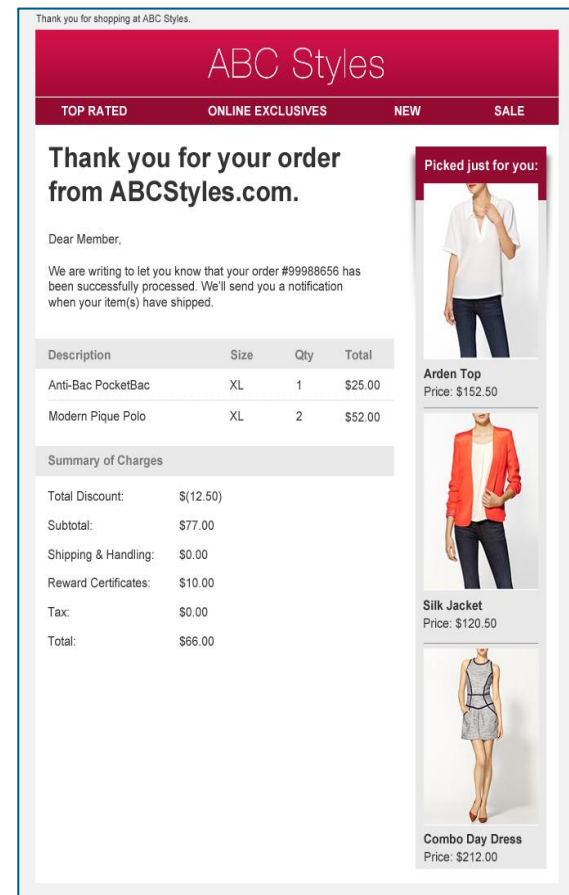 Thank you for shopping at ABC Styles.
ABC Styles
TOP RATED ONLINE EXCLUSIVES NEW SALE
Thank you for your order
from ABCStyles.com.
Dear Member,
We are writing to let you know that your order #99988656 has
been successfully processed. We'll send you a notification
when your item(s) have shipped.
Description Size Qty Total
Anti-Bac PocketBac XL 1 $25.00
Modern Pique Polo XL 2 $52.00
Summary of Charges
Total Discount: $(12.50)
Subtotal: $77.00
Shipping & Handling: $0.00
Reward Certificates: $10.00
Tax: $0.00
Total: $66.00
Picked just for you:
Arden Top
Price: $152.50
Silk Jacket
Price: $120.50
Combo Day Dress
Price: $212.00